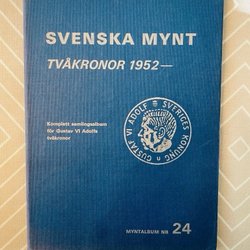 SVENSKA MYNT
TVÅKRONOR 1952—
Komplett samlingsalbum
för Gustav VI Adolfs
tvåkronor
GUSTAF VI ADOLF SVERIGES KONUNG
MYNTALBUM NR 24